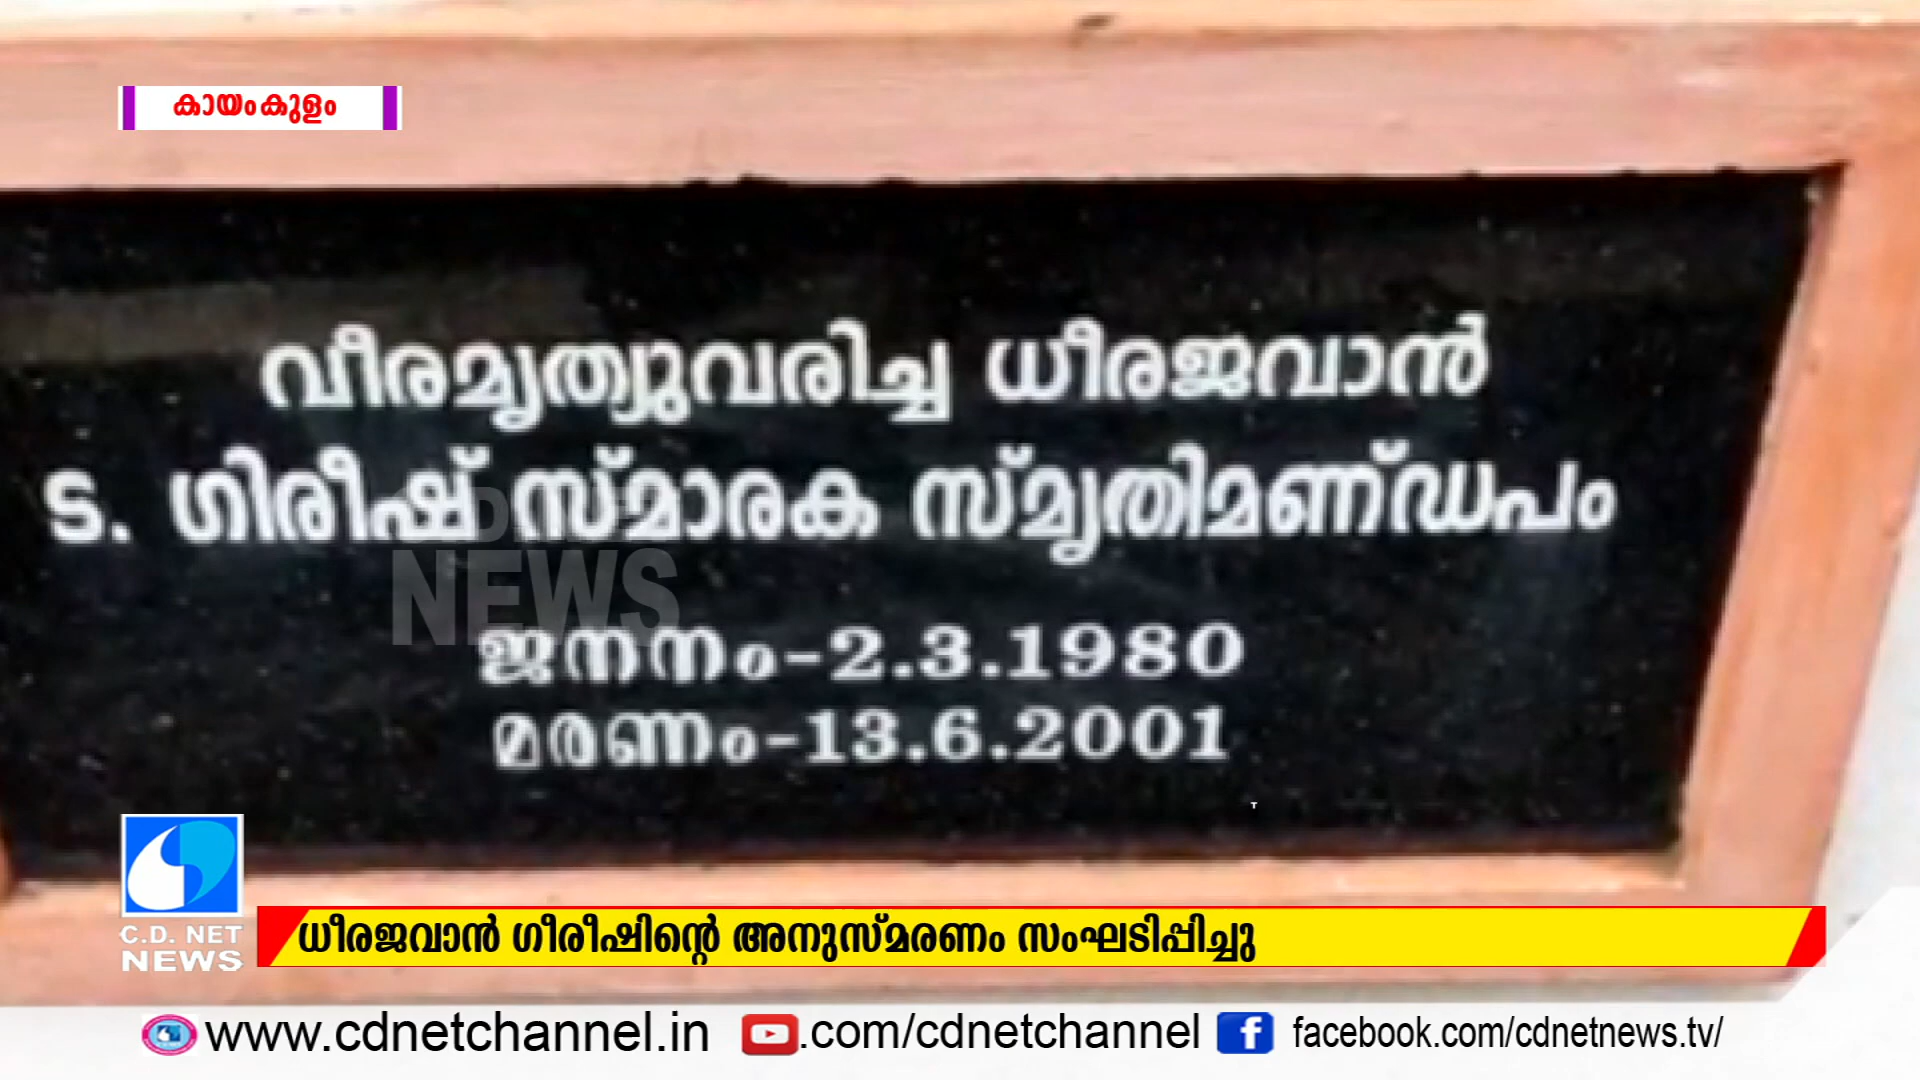 കായംകുളം
വീരമൃത്യുവരിച്ച ധീരജവാൻ
ട. ഗിരീഷ് സ്മാരക സ്മൃതിമണ്ഡപം
NEWS
ജനനം-2.3.1980
മരണം-13.6.2001
T
C.D. NET
NEWS
ധീരജവാൻ ഗീരീഷിന്റെ അനുസ്മരണം സംഘടിപ്പിച്ചു
www.cdnetchannel.in .com/cdnetchannel facebook.com/cdnetnews.tv/